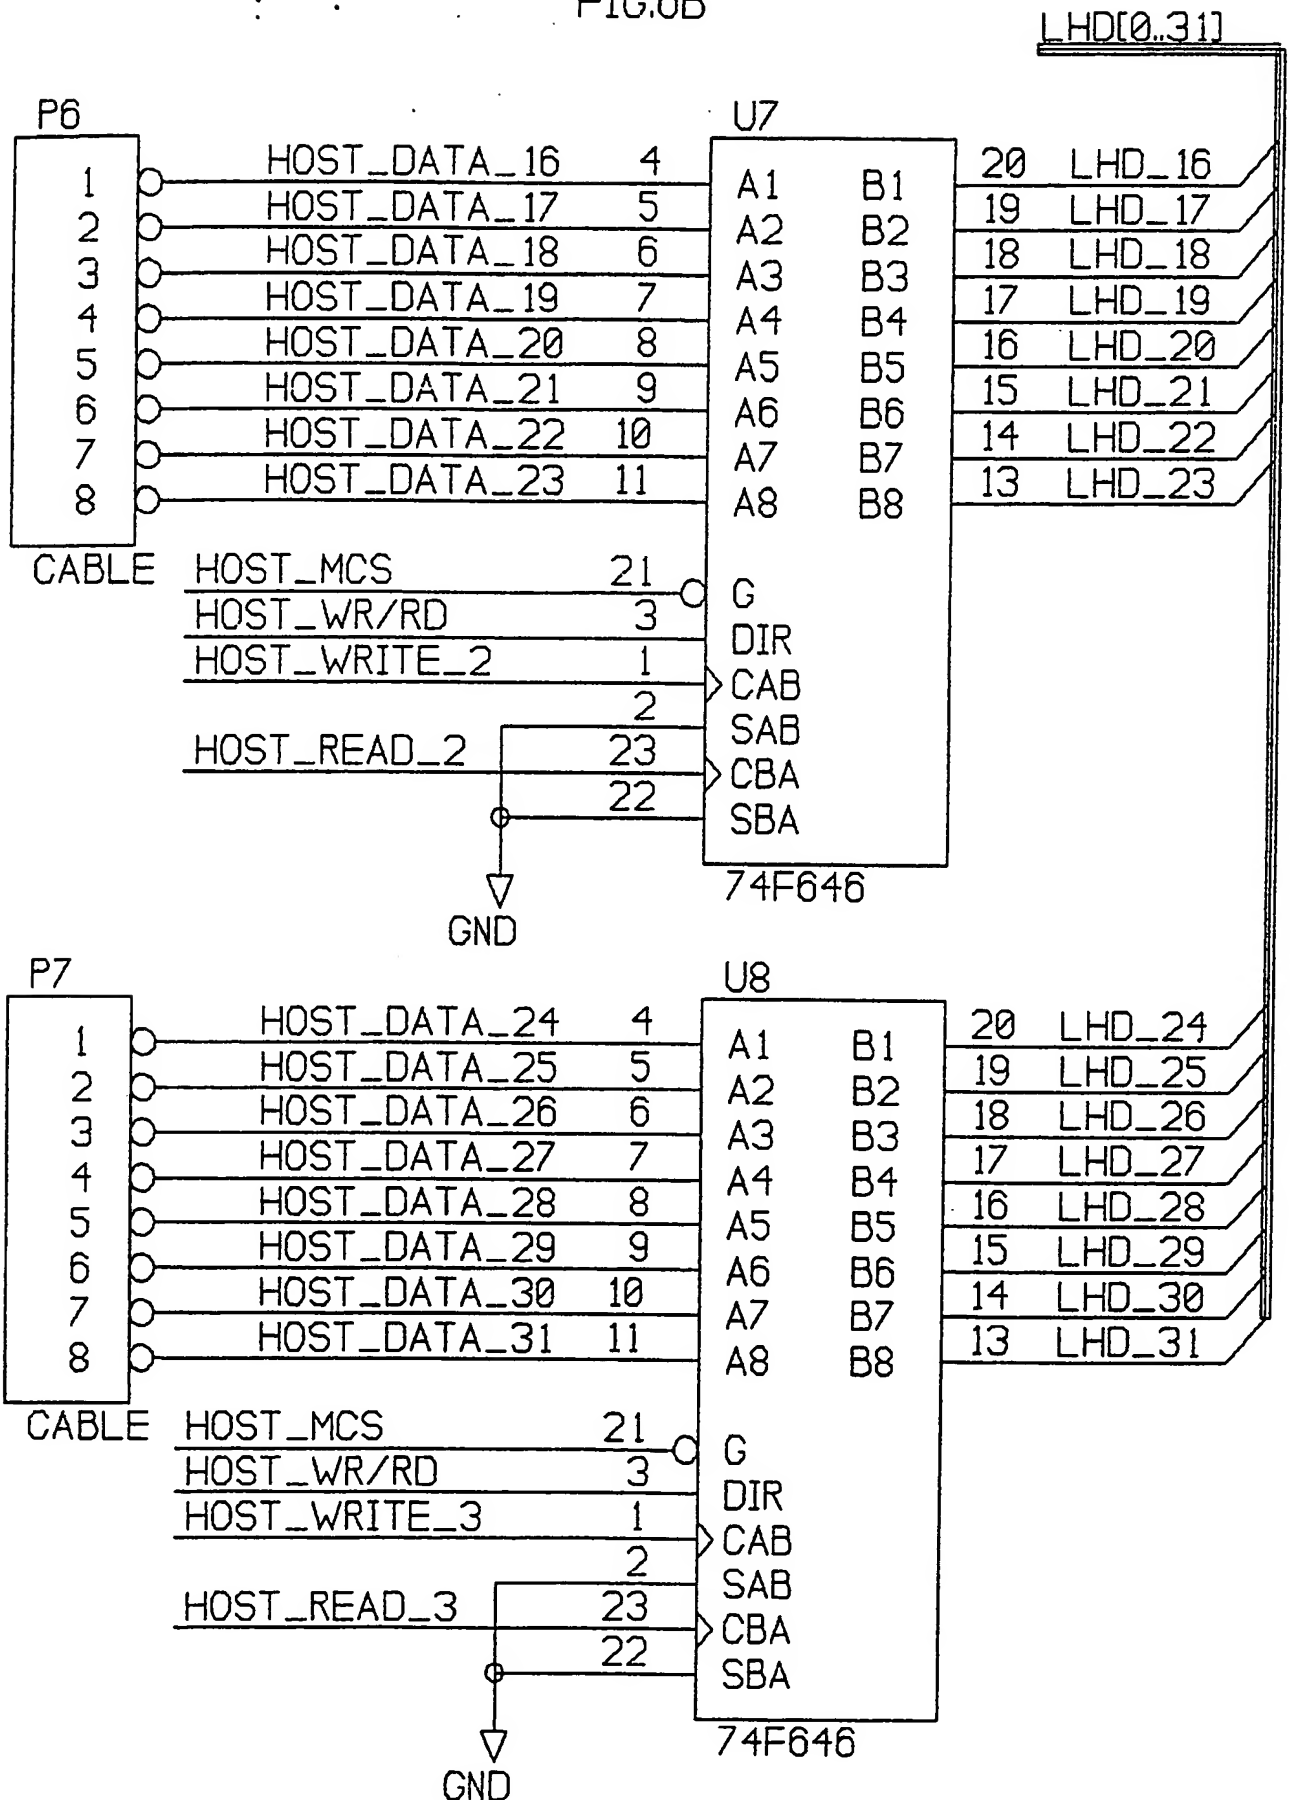 FIG.6B
LHD[0..31]
P6 U7
1 HOST_DATA_16 4 A1 B1 20 LHD_16
2 HOST_DATA_17 5 A2 B2 19 LHD_17
3 HOST_DATA_18 6 A3 B3 18 LHD_18
4 HOST_DATA_19 7 A4 B4 17 LHD_19
5 HOST_DATA_20 8 A5 B5 16 LHD_20
6 HOST_DATA_21 9 A6 B6 15 LHD_21
7 HOST_DATA_22 10 A7 B7 14 LHD_22
8 HOST_DATA_23 11 A8 B8 13 LHD_23
CABLE
HOST_MCS 21 G
HOST_WR/RD 3 DIR
HOST_WRITE_2 1 CAB
2 SAB
HOST_READ_2 23 CBA
22 SBA
74F646
GND
P7 U8
1 HOST_DATA_24 4 A1 B1 20 LHD_24
2 HOST_DATA_25 5 A2 B2 19 LHD_25
3 HOST_DATA_26 6 A3 B3 18 LHD_26
4 HOST_DATA_27 7 A4 B4 17 LHD_27
5 HOST_DATA_28 8 A5 B5 16 LHD_28
6 HOST_DATA_29 9 A6 B6 15 LHD_29
7 HOST_DATA_30 10 A7 B7 14 LHD_30
8 HOST_DATA_31 11 A8 B8 13 LHD_31
CABLE
HOST_MCS 21 G
HOST_WR/RD 3 DIR
HOST_WRITE_3 1 CAB
2 SAB
HOST_READ_3 23 CBA
22 SBA
74F646
GND